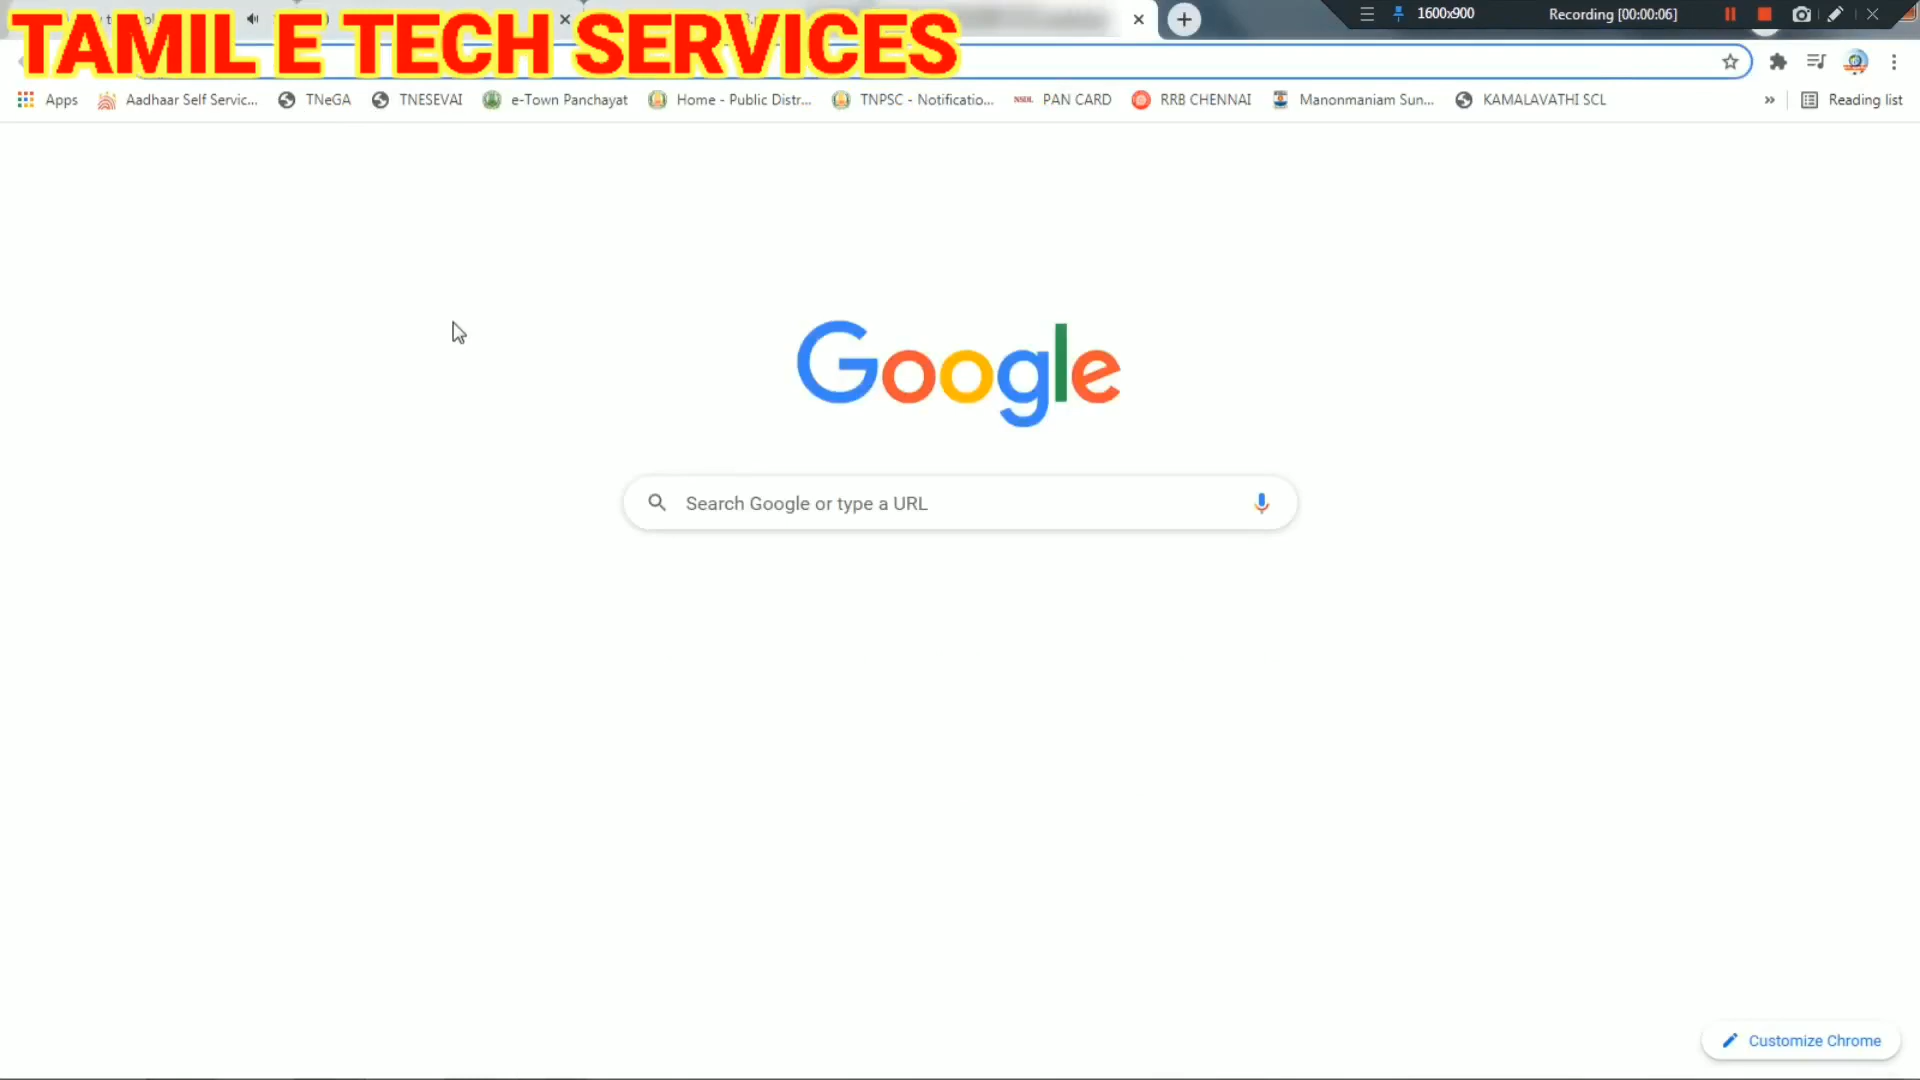 TAMIL E TECH SERVICES
1600x900
Recording [00:00:06]
Apps
Aadhaar Self Servic...
TNeGA
TNESEVAI
e-Town Panchayat
Home - Public Distr...
TNPSC - Notificatio...
NSDL PAN CARD
RRB CHENNAI
Manonmaniam Sun...
KAMALAVATHI SCL
Reading list
Google
Search Google or type a URL
Customize Chrome